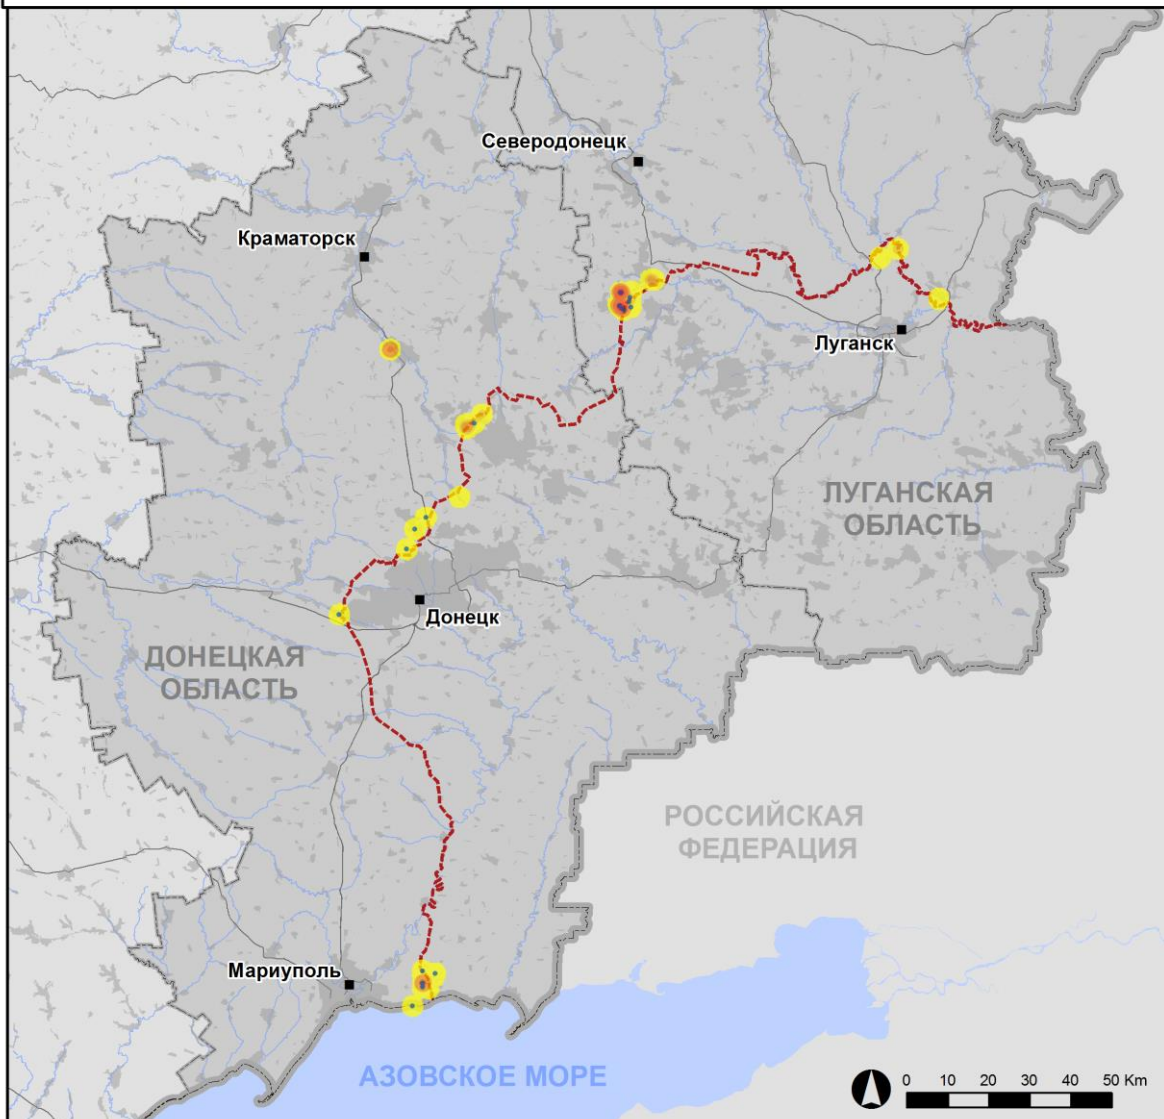 Северодонецк
Краматорск
Луганск
ЛУГАНСКАЯ
ОБЛАСТЬ
Донецк
ДОНЕЦКАЯ
ОБЛАСТЬ
РОССИЙСКАЯ
ФЕДЕРАЦИЯ
Мариуполь
АЗОВСКОЕ МОРЕ
0 10 20 30 40 50 Km